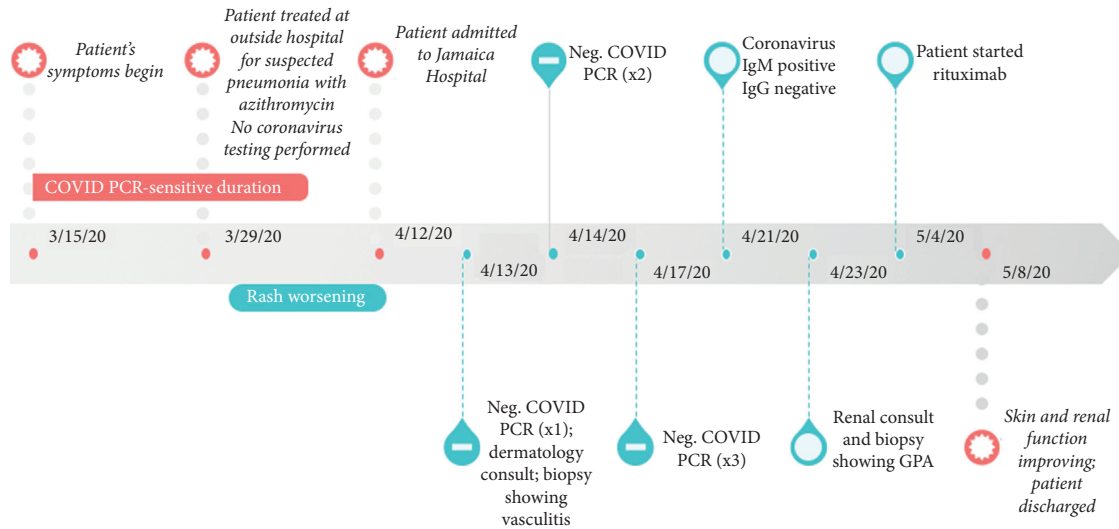 Patient's
symptoms begin
Patient treated at
outside hospital
for suspected
pneumonia with
azithromycin
No coronavirus
testing performed
Patient admitted
to Jamaica
Hospital
Neg. COVID
PCR (x2)
Coronavirus
IgM positive
IgG negative
Patient started
rituximab
COVID PCR-sensitive duration
3/15/20
3/29/20
4/12/20
4/13/20
4/14/20
4/17/20
4/21/20
4/23/20
5/4/20
5/8/20
Rash worsening
Neg. COVID
PCR (x1);
dermatology
consult; biopsy
showing
vasculitis
Neg. COVID
PCR (x3)
Renal consult
and biopsy
showing GPA
Skin and renal
function
improving;
patient
discharged